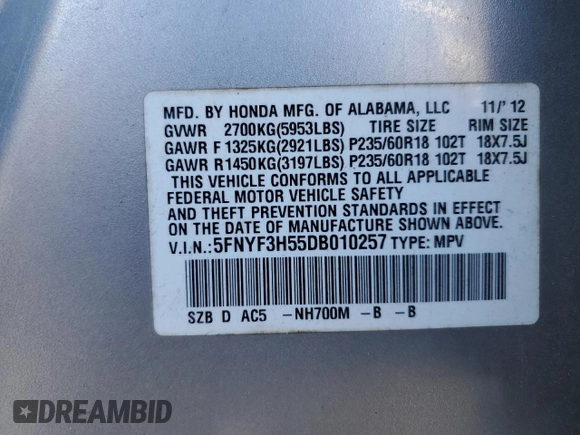 MFD. BY HONDA MFG. OF ALABAMA, LLC 11/' 12
GVWR 2700KG(5953LBS) TIRE SIZE RIM SIZE
GAWR F 1325KG(2921LBS) P235/60R18 102T 18X7.5J
GAWR R1450KG(3197LBS) P235/60R18 102T 18X7.5J
THIS VEHICLE CONFORMS TO ALL APPLICABLE
FEDERAL MOTOR VEHICLE SAFETY
AND THEFT PREVENTION STANDARDS IN EFFECT
ON THE DATE OF MANUFACTURE SHOWN ABOVE.
V.I.N.:5FNYF3H55DB010257 TYPE: MPV
SZB D AC5 -NH700M -B -B
DREAMBID